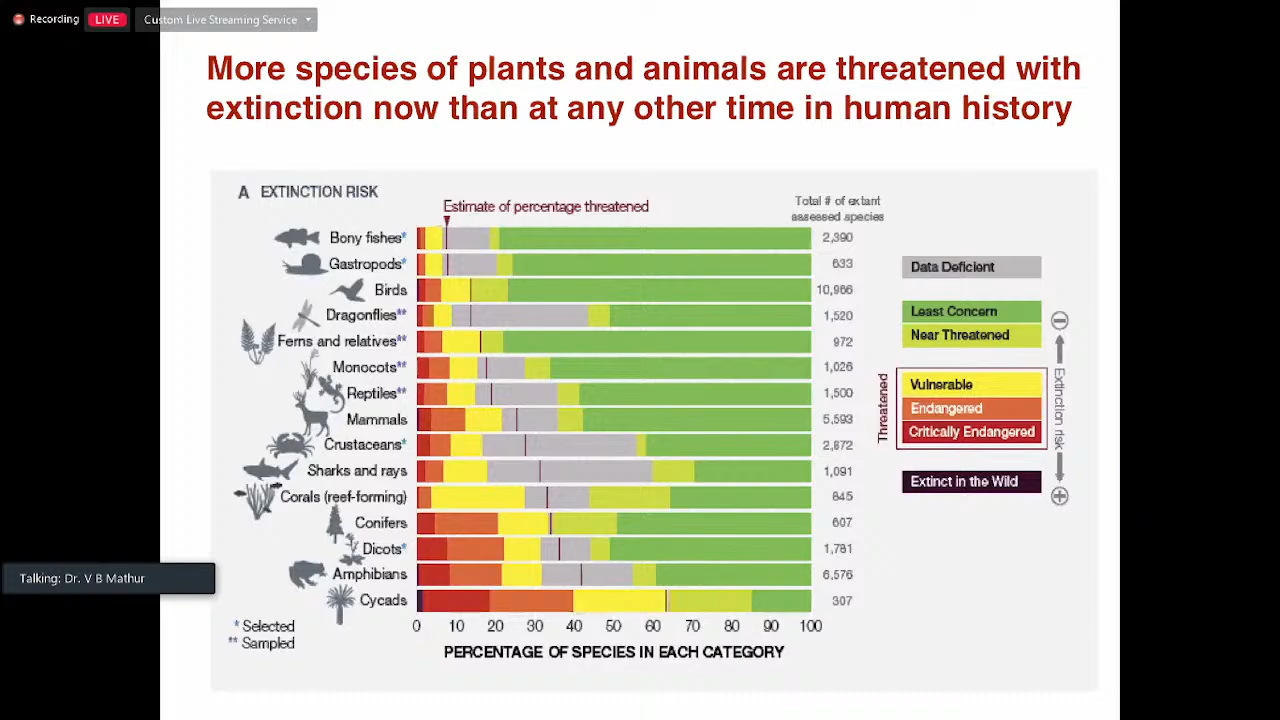 Recording LIVE Custom Live Streaming Service
More species of plants and animals are threatened with
extinction now than at any other time in human history
A EXTINCTION RISK
Estimate of percentage threatened
Total # of extant
assessed species
Bony fishes* 2,390
Gastropods* 633
Birds 10,966
Dragonflies** 1,520
Ferns and relatives** 972
Monocots** 1,026
Reptiles** 1,500
Mammals 5,593
Crustaceans* 2,872
Sharks and rays 1,091
Corals (reef-forming) 845
Conifers 607
Dicots* 1,781
Amphibians 6,576
Cycads 307
0 10 20 30 40 50 60 70 80 90 100
PERCENTAGE OF SPECIES IN EACH CATEGORY
* Selected
** Sampled
Data Deficient
Least Concern
Near Threatened
Threatened
Vulnerable
Endangered
Critically Endangered
Extinct in the Wild
Extinction risk
Talking: Dr. V B Mathur